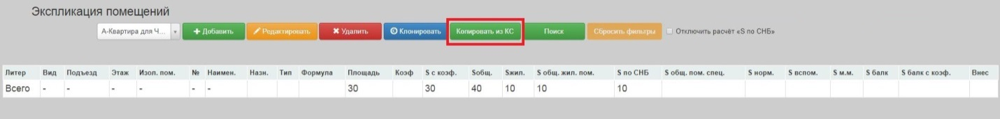 Экспликация помещений
А-Квартира для Ч... Добавить Редактировать Удалить Клонировать Копировать из КС Поиск Сбросить фильтры Отключить расчёт «S по СНБ»
Литер Вид Подъезд Этаж Изол. пом. № Наимен. Назн. Тип Формула Площадь Коэф S с коэф. Sобщ. Sжил. S общ. жил. пом. S по СНБ S общ. пом. спец. S норм. S вспом. S м.м. S балк S балк с коэф. Внес
Всего - - - - - - 30 30 40 10 10 10